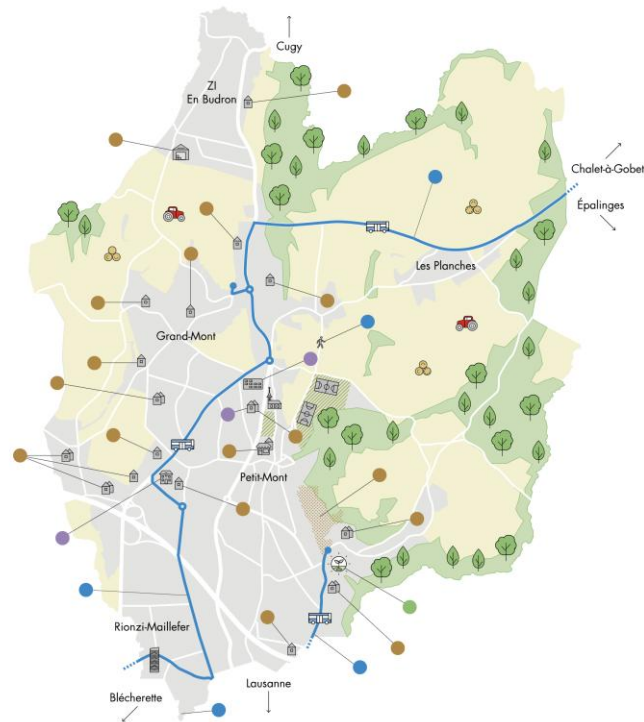 Cugy
ZI
En Budron
Chalet-à-Gobet
Épalinges
Les Planches
Grand-Mont
Petit-Mont
Rionzi-Maillefer
Blécherette
Lausanne